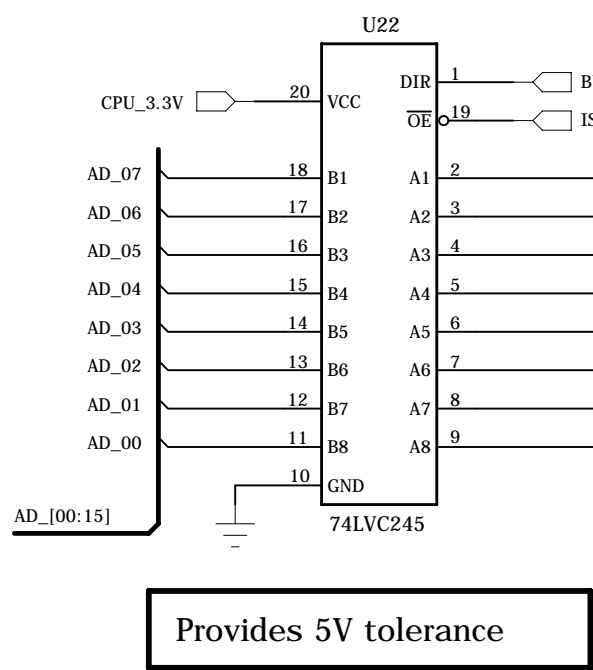 U22
DIR 1
CPU_3.3V 20 VCC
OE 19
AD_07 18 B1 A1 2
AD_06 17 B2 A2 3
AD_05 16 B3 A3 4
AD_04 15 B4 A4 5
AD_03 14 B5 A5 6
AD_02 13 B6 A6 7
AD_01 12 B7 A7 8
AD_00 11 B8 A8 9
10 GND
AD_[00:15]
74LVC245
Provides 5V tolerance